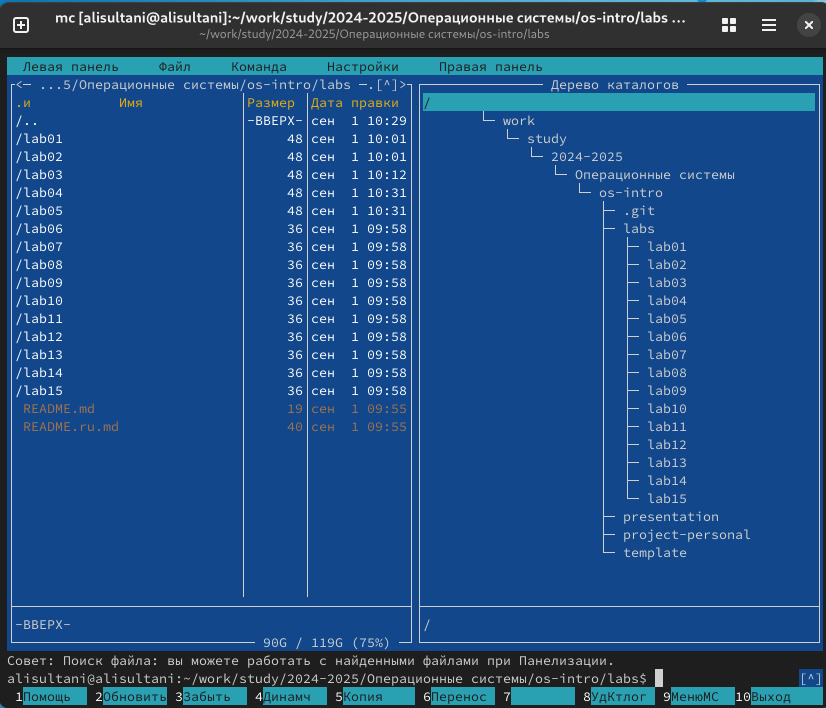 mc [alisultani@alisultani]:~/work/study/2024-2025/Операционные системы/os-intro/labs ...
~/work/study/2024-2025/Операционные системы/os-intro/labs
Левая панель Файл Команда Настройки Правая панель
<— ...5/Операционные системы/os-intro/labs —.[^]>
.и Имя Размер Дата правки
/.. -ВВЕРХ- сен 1 10:29
/lab01 48 сен 1 10:01
/lab02 48 сен 1 10:01
/lab03 48 сен 1 10:12
/lab04 48 сен 1 10:31
/lab05 48 сен 1 10:31
/lab06 36 сен 1 09:58
/lab07 36 сен 1 09:58
/lab08 36 сен 1 09:58
/lab09 36 сен 1 09:58
/lab10 36 сен 1 09:58
/lab11 36 сен 1 09:58
/lab12 36 сен 1 09:58
/lab13 36 сен 1 09:58
/lab14 36 сен 1 09:58
/lab15 36 сен 1 09:58
README.md 19 сен 1 09:55
README.ru.md 40 сен 1 09:55
-ВВЕРХ-
90G / 119G (75%)
Дерево каталогов
/
work
study
2024-2025
Операционные системы
os-intro
.git
labs
lab01
lab02
lab03
lab04
lab05
lab06
lab07
lab08
lab09
lab10
lab11
lab12
lab13
lab14
lab15
presentation
project-personal
template
/
Совет: Поиск файла: вы можете работать с найденными файлами при Панелизации.
alisultani@alisultani:~/work/study/2024-2025/Операционные системы/os-intro/labs$ [^]
1Помощь 2Обновить 3Забыть 4Динамч 5Копия 6Перенос 7 8УдКтлог 9МенюМС 10Выход